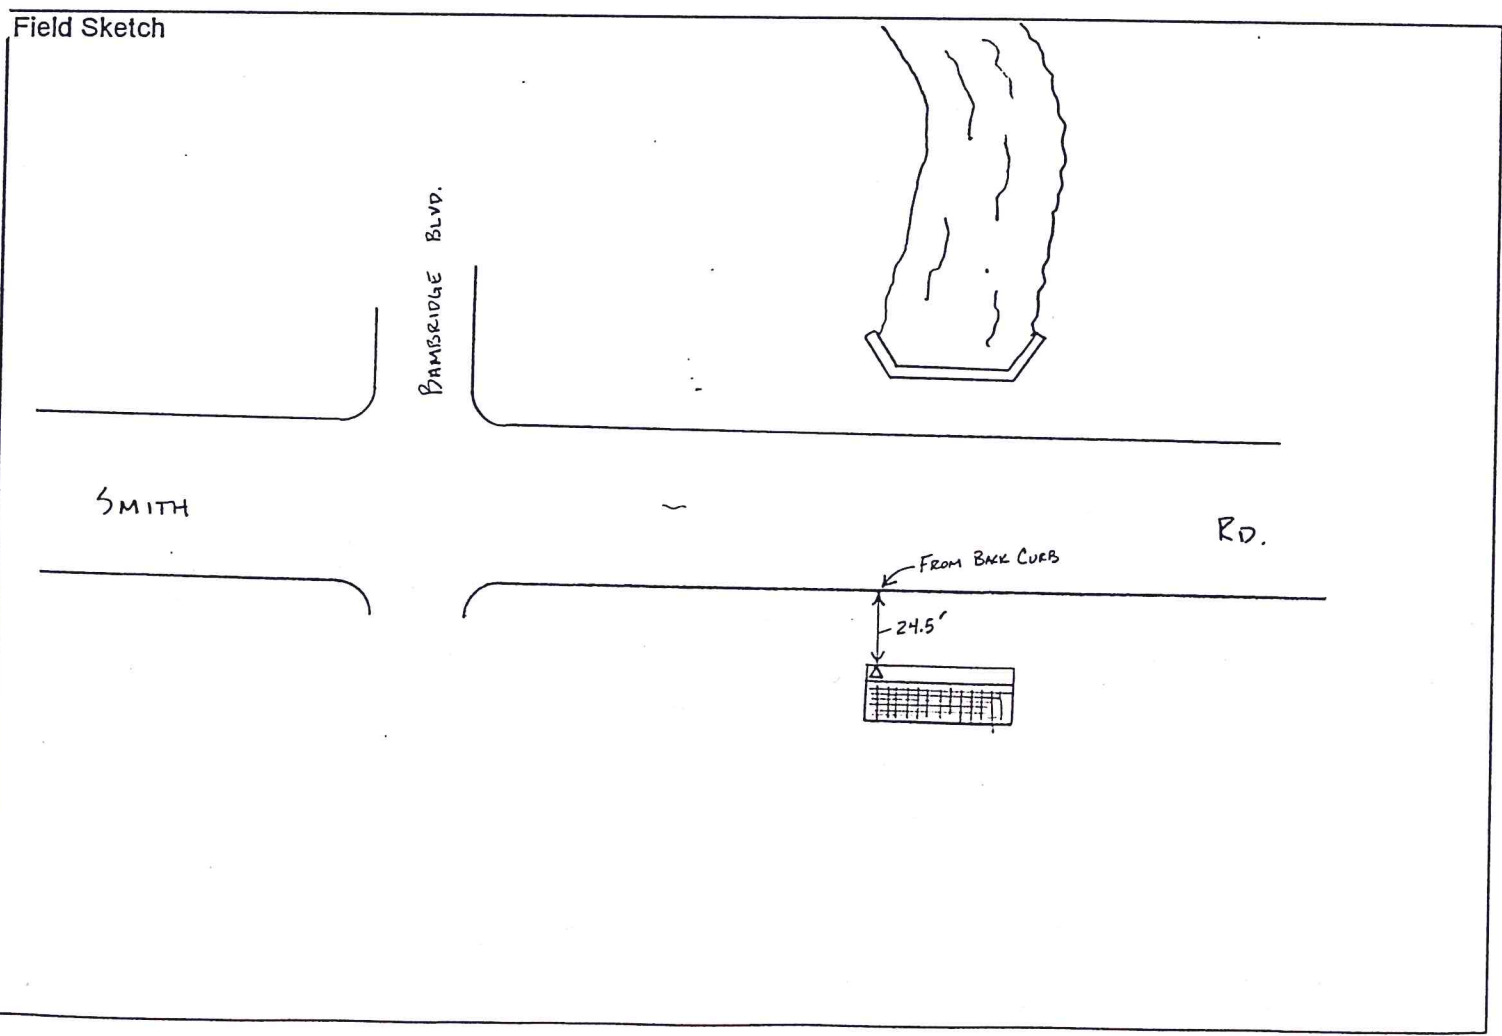 Field Sketch
BAMBRIDGE BLVD.
SMITH
RD.
FROM BACK CURB
24.5'